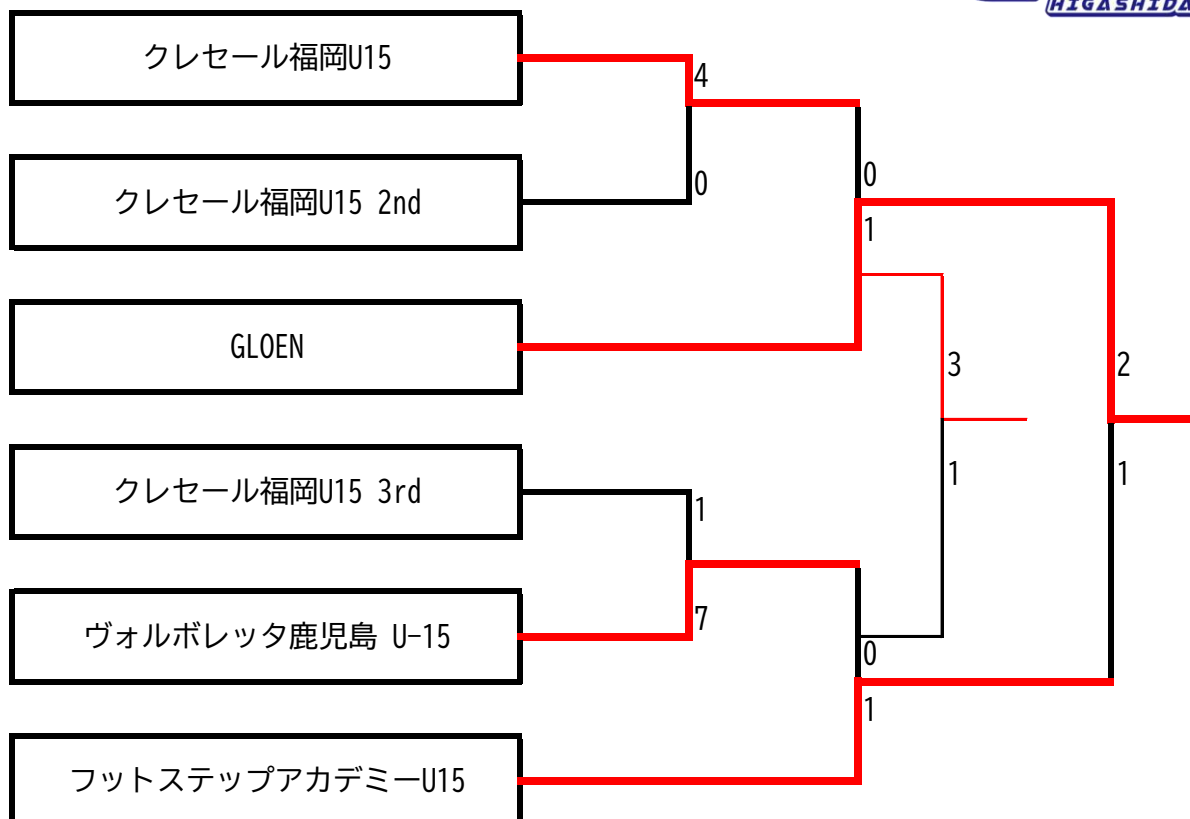 HIGASHIDA
クレセール福岡U15
4
0
クレセール福岡U15 2nd
0
1
GLOEN
3
2
クレセール福岡U15 3rd
1
1
1
ヴォルボレッタ鹿児島 U-15
7
0
1
フットステップアカデミーU15